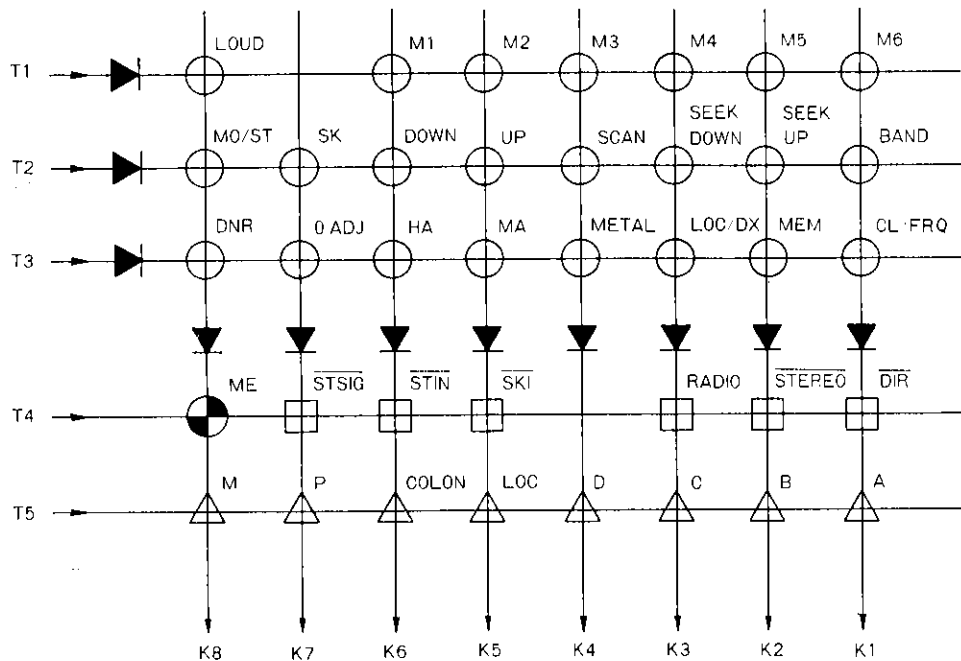 LOUD M1 M2 M3 M4 M5 M6
T1
MO/ST SK DOWN UP SCAN SEEK DOWN SEEK UP BAND
T2
DNR 0 ADJ HA MA METAL LOC/DX MEM CL·FRQ
T3
ME STSIG STIN SKI RADIO STEREO DIR
T4
M P COLON LOC D C B A
T5
K8 K7 K6 K5 K4 K3 K2 K1